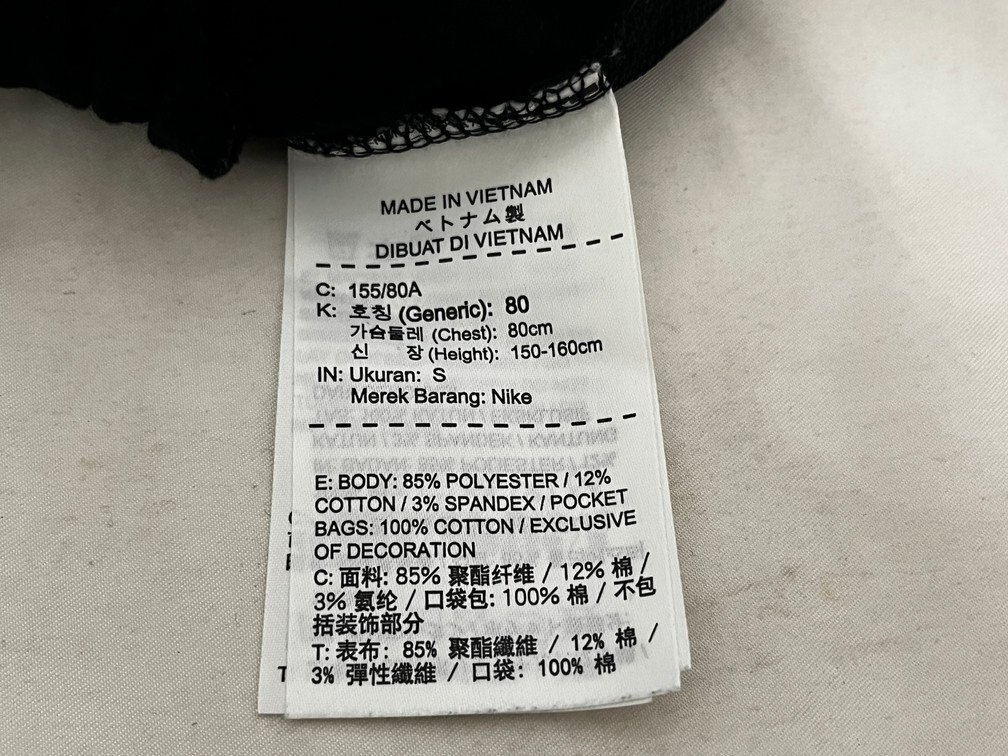 MADE IN VIETNAM
ベトナム製
DIBUAT DI VIETNAM
C: 155/80A
K: 호칭 (Generic): 80
가슴둘레 (Chest): 80cm
신 장 (Height): 150-160cm
IN: Ukuran: S
Merek Barang: Nike
E: BODY: 85% POLYESTER / 12%
COTTON / 3% SPANDEX / POCKET
BAGS: 100% COTTON / EXCLUSIVE
OF DECORATION
C: 面料: 85% 聚酯纤维 / 12% 棉 /
3% 氨纶 / 口袋包: 100% 棉 / 不包
括装饰部分
T: 表布: 85% 聚酯纖維 / 12% 棉 /
3% 彈性纖維 / 口袋: 100% 棉